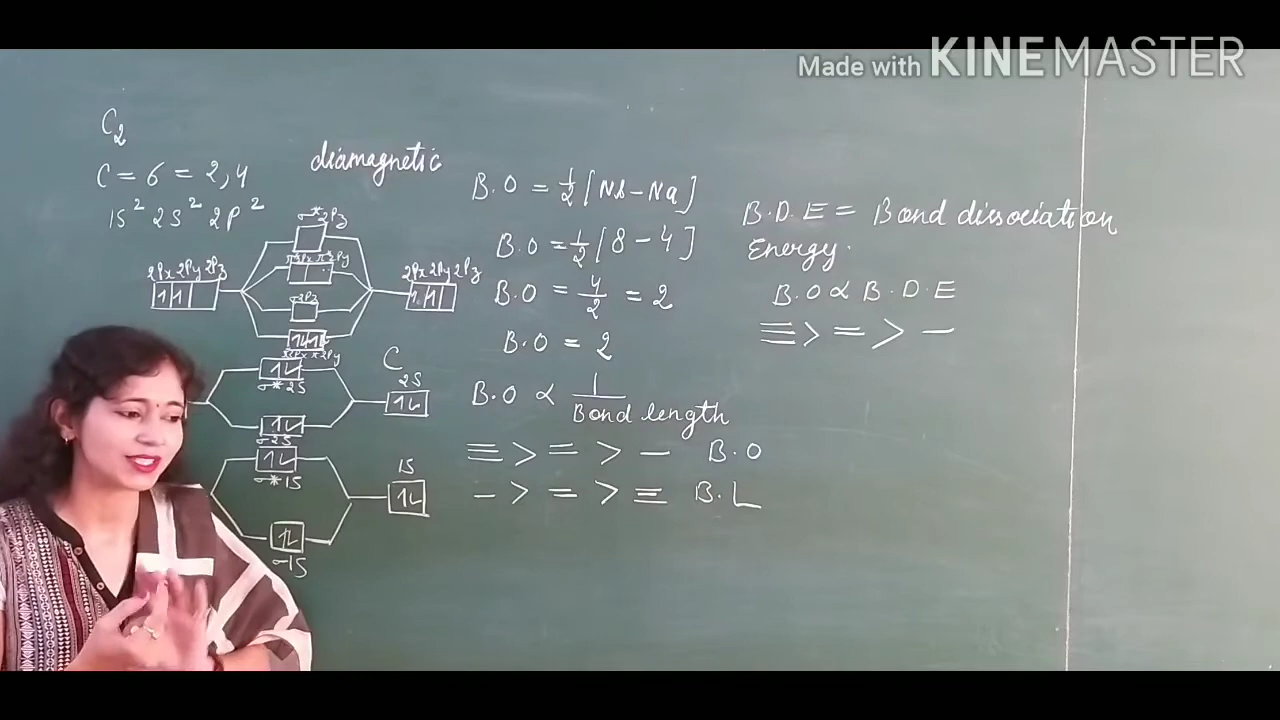 Made with KINEMASTER
C₂
C = 6 = 2,4
1S² 2S² 2P²
diamagnetic
σ*2Pz
π*2Px π*2Py
2Px 2Py 2Pz
2Px 2Py 2Pz
σ2Pz
π2Px π2Py
σ*2S
C
2S
σ2S
σ*1S
1S
σ1S
B.O = 1/2 [Nb - Na]
B.O = 1/2 [8 - 4]
B.O = 4/2 = 2
B.O = 2
B.O ∝ 1/Bond length
≡ > = > — B.O
— > = > ≡ B.L
B.D.E = Bond dissociation
Energy.
B.O ∝ B.D.E
≡ > = > —